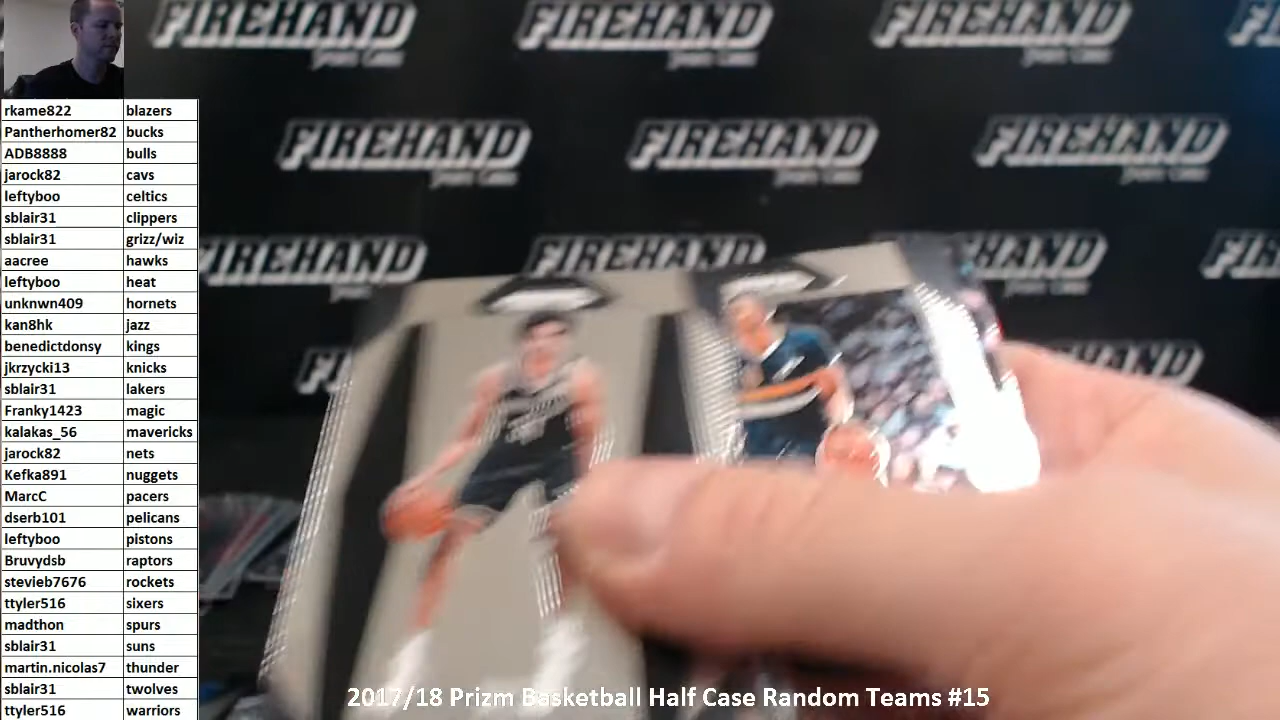 FIREHAND FIREHAND FIREHAND
FIREHAND FIREHAND FIREHAND
FIREHAND FIREHAND
rkame822 blazers
Pantherhomer82 bucks
ADB8888 bulls
jarock82 cavs
leftyboo celtics
sblair31 clippers
sblair31 grizz/wiz
aacree hawks
leftyboo heat
unknwn409 hornets
kan8hk jazz
benedictdonsy kings
jkrzycki13 knicks
sblair31 lakers
Franky1423 magic
kalakas_56 mavericks
jarock82 nets
Kefka891 nuggets
MarcC pacers
dserb101 pelicans
leftyboo pistons
Bruvydsb raptors
stevieb7676 rockets
ttyler516 sixers
madthon spurs
sblair31 suns
martin.nicolas7 thunder
sblair31 twolves
ttyler516 warriors
2017/18 Prizm Basketball Half Case Random Teams #15